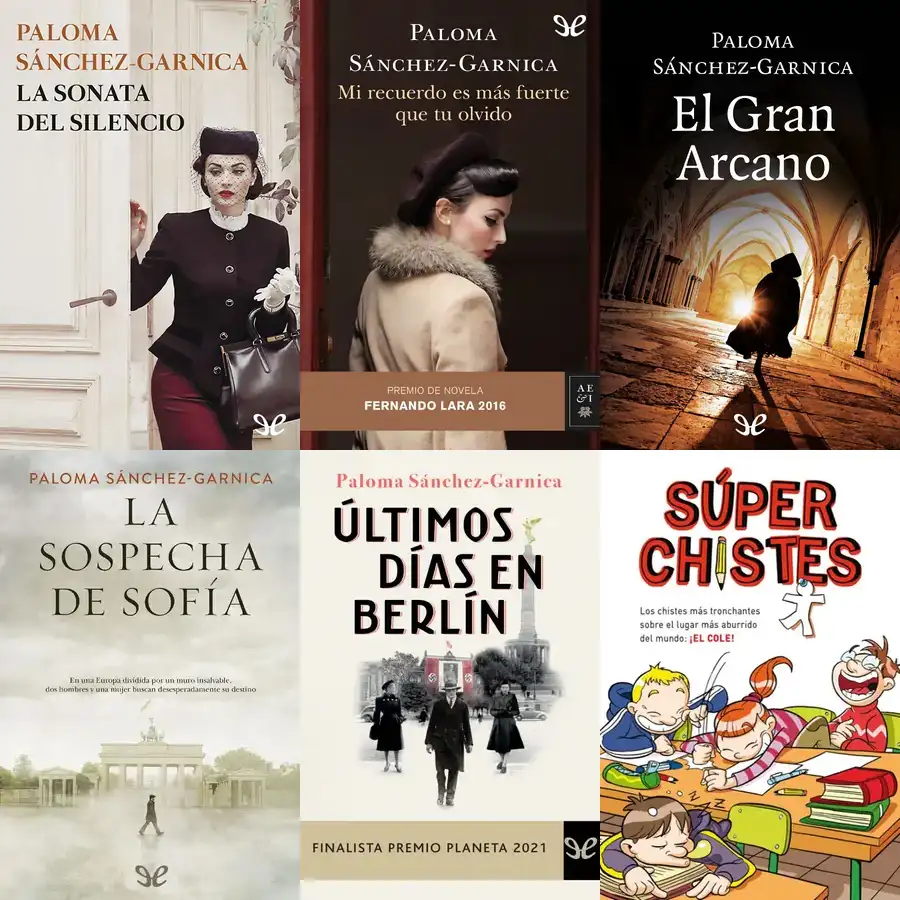 PALOMA
SÁNCHEZ-GARNICA
LA SONATA
DEL SILENCIO
PALOMA
SÁNCHEZ-GARNICA
Mi recuerdo es más fuerte
que tu olvido
PREMIO DE NOVELA
FERNANDO LARA 2016
AE
&I
PALOMA
SÁNCHEZ-GARNICA
El Gran
Arcano
PALOMA SÁNCHEZ-GARNICA
LA
SOSPECHA
DE SOFÍA
En una Europa dividida por un muro insalvable,
dos hombres y una mujer buscan desesperadamente su destino
Paloma Sánchez-Garnica
ÚLTIMOS
DÍAS EN
BERLÍN
FINALISTA PREMIO PLANETA 2021
SÚPER
CHISTES
Los chistes más tronchantes
sobre el lugar más aburrido
del mundo: ¡EL COLE!